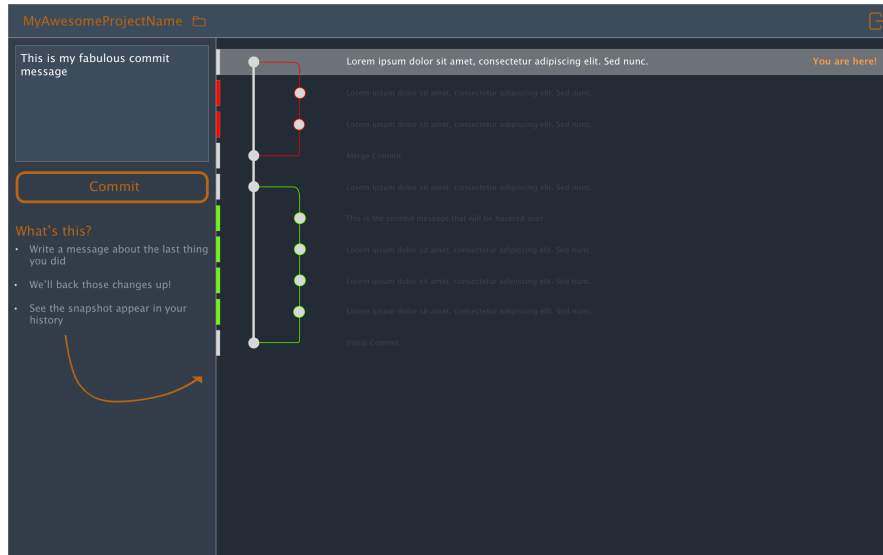 MyAwesomeProjectName
This is my fabulous commit
message
Commit
What's this?
• Write a message about the last thing
you did
• We'll back those changes up!
• See the snapshot appear in your
history
Lorem ipsum dolor sit amet, consectetur adipiscing elit. Sed nunc. You are here!
Lorem ipsum dolor sit amet, consectetur adipiscing elit. Sed nunc.
Lorem ipsum dolor sit amet, consectetur adipiscing elit. Sed nunc.
Merge Commit
Lorem ipsum dolor sit amet, consectetur adipiscing elit. Sed nunc.
This is the commit message that will be hovered over
Lorem ipsum dolor sit amet, consectetur adipiscing elit. Sed nunc.
Lorem ipsum dolor sit amet, consectetur adipiscing elit. Sed nunc.
Lorem ipsum dolor sit amet, consectetur adipiscing elit. Sed nunc.
Initial Commit